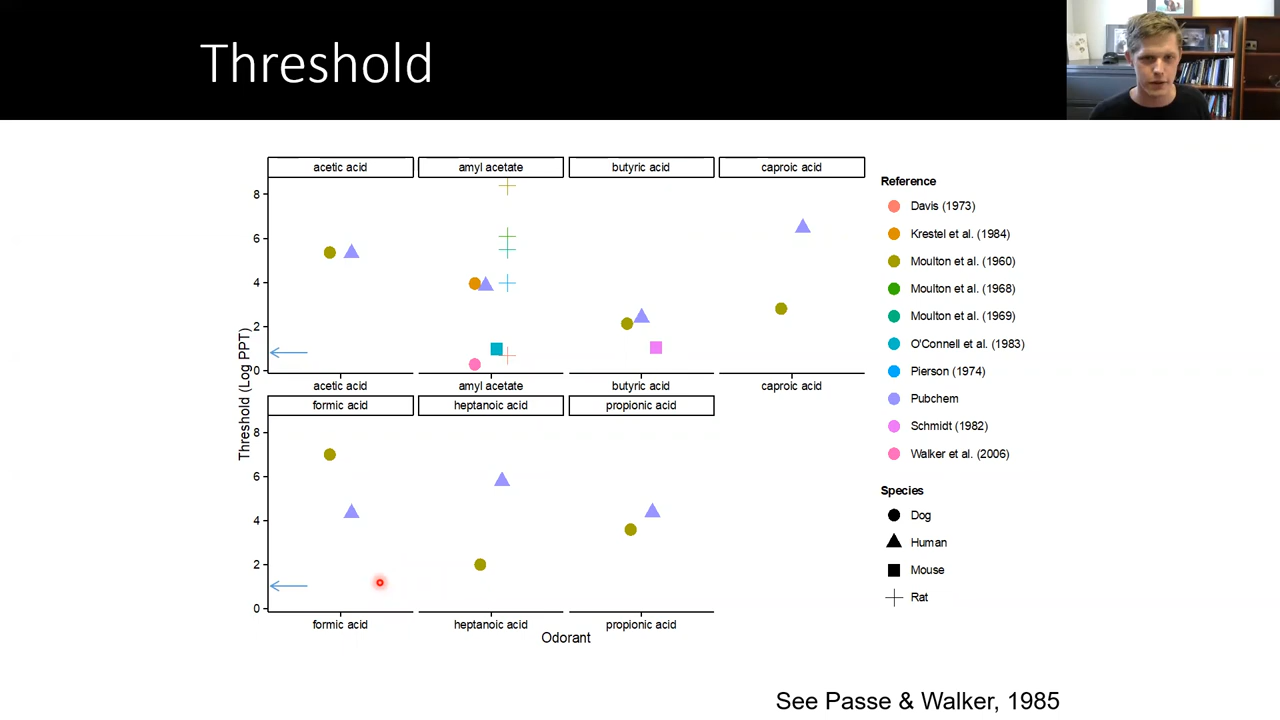 Threshold
acetic acid
amyl acetate
butyric acid
caproic acid
8
6
4
2
0
acetic acid
amyl acetate
butyric acid
caproic acid
Threshold (Log PPT)
formic acid
heptanoic acid
propionic acid
8
6
4
2
0
formic acid
heptanoic acid
propionic acid
Odorant
Reference
Davis (1973)
Krestel et al. (1984)
Moulton et al. (1960)
Moulton et al. (1968)
Moulton et al. (1969)
O'Connell et al. (1983)
Pierson (1974)
Pubchem
Schmidt (1982)
Walker et al. (2006)
Species
Dog
Human
Mouse
Rat
See Passe & Walker, 1985